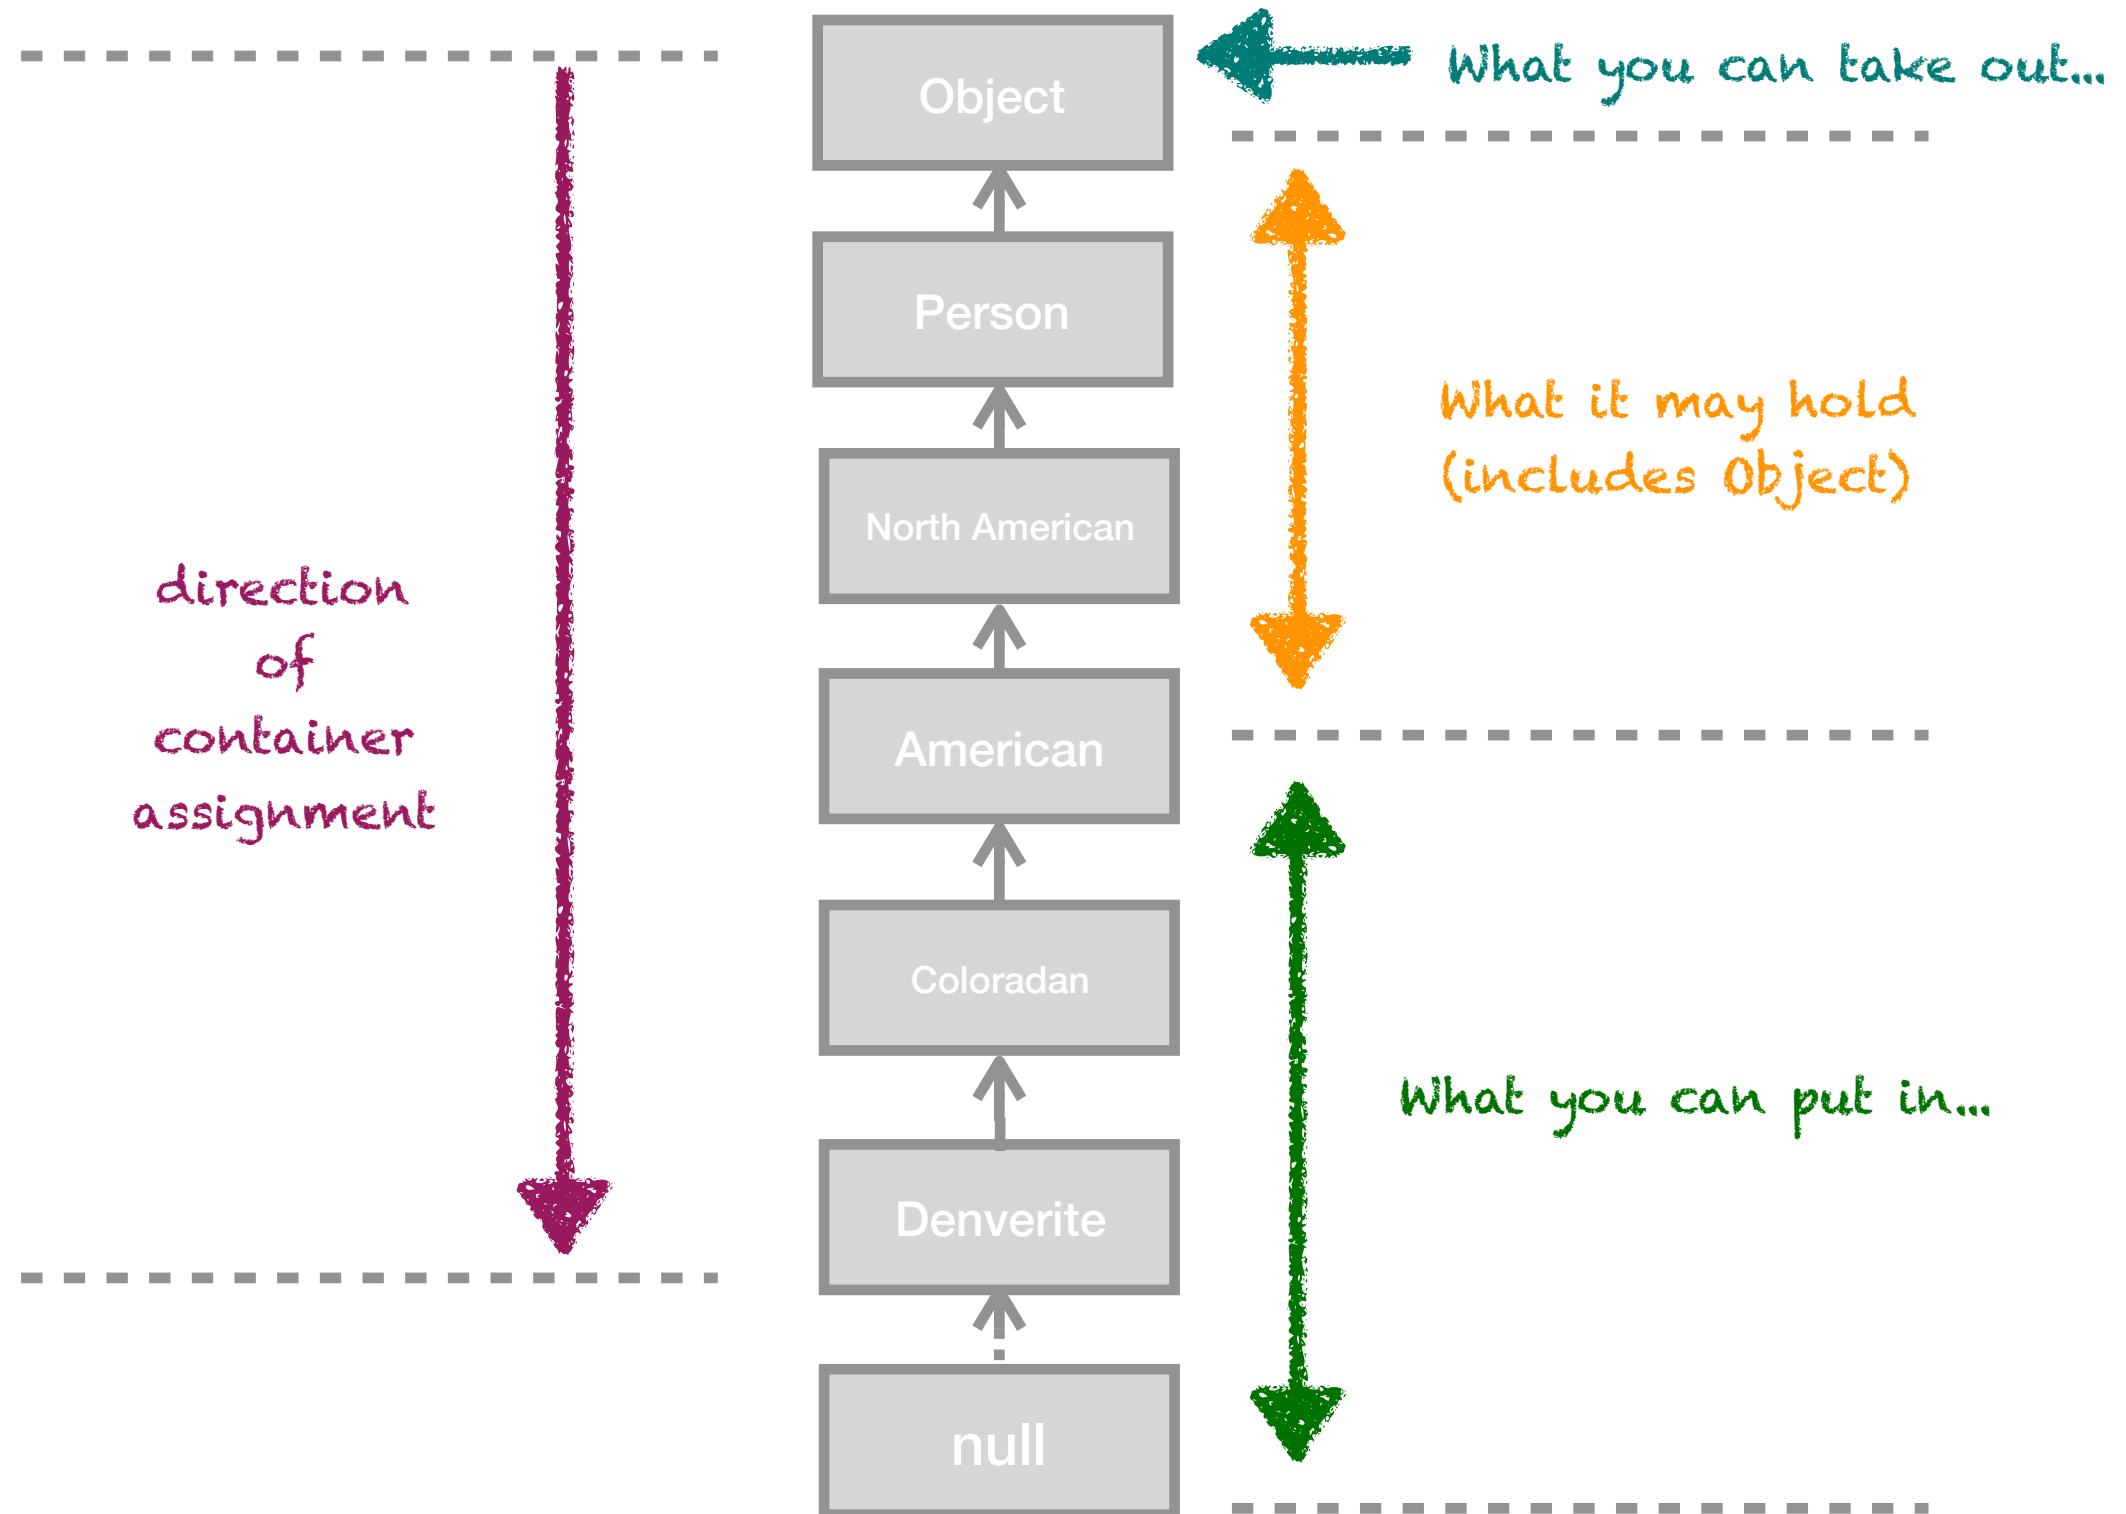 Object
What you can take out...
Person
What it may hold
(includes Object)
North American
direction
of
container
assignment
American
Coloradan
What you can put in...
Denverite
null